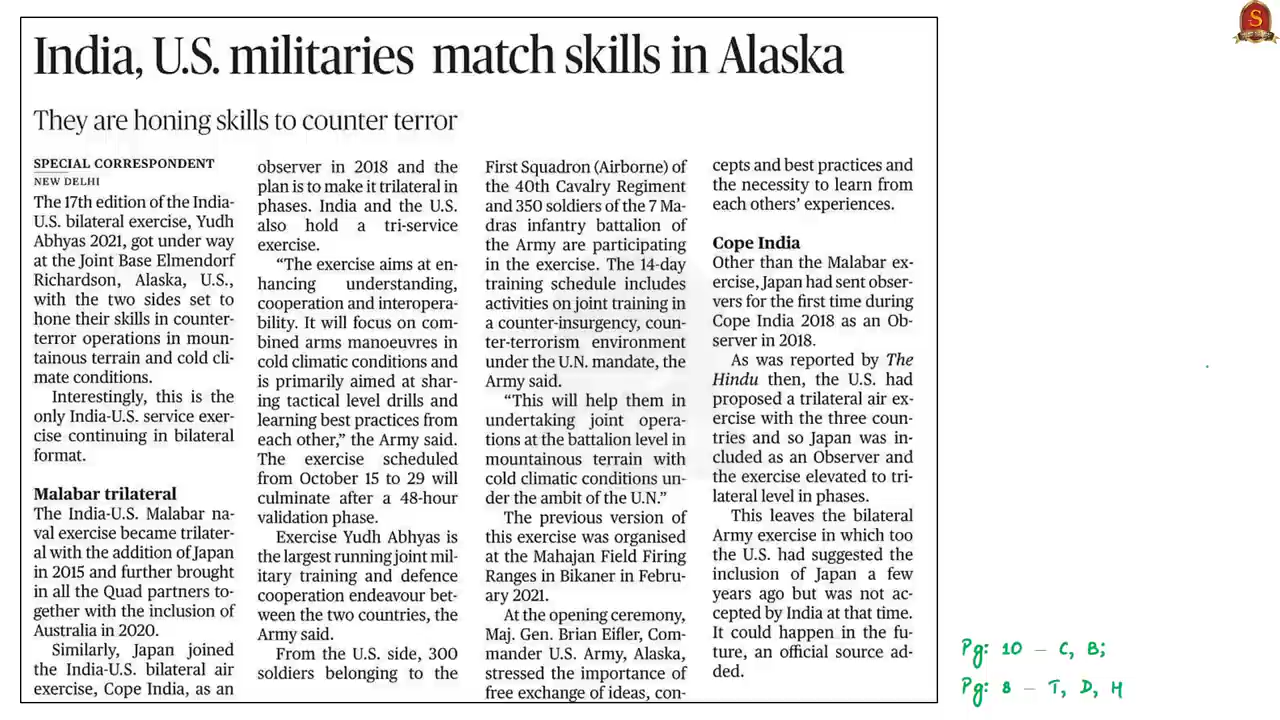 India, U.S. militaries match skills in Alaska
They are honing skills to counter terror
SPECIAL CORRESPONDENT
NEW DELHI
The 17th edition of the India-
U.S. bilateral exercise, Yudh
Abhyas 2021, got under way
at the Joint Base Elmendorf
Richardson, Alaska, U.S.,
with the two sides set to
hone their skills in counter-
terror operations in moun-
tainous terrain and cold cli-
mate conditions.
Interestingly, this is the
only India-U.S. service exer-
cise continuing in bilateral
format.
Malabar trilateral
The India-U.S. Malabar na-
val exercise became trilater-
al with the addition of Japan
in 2015 and further brought
in all the Quad partners to-
gether with the inclusion of
Australia in 2020.
Similarly, Japan joined
the India-U.S. bilateral air
exercise, Cope India, as an
observer in 2018 and the
plan is to make it trilateral in
phases. India and the U.S.
also hold a tri-service
exercise.
“The exercise aims at en-
hancing understanding,
cooperation and interopera-
bility. It will focus on com-
bined arms manoeuvres in
cold climatic conditions and
is primarily aimed at shar-
ing tactical level drills and
learning best practices from
each other,” the Army said.
The exercise scheduled
from October 15 to 29 will
culminate after a 48-hour
validation phase.
Exercise Yudh Abhyas is
the largest running joint mil-
itary training and defence
cooperation endeavour bet-
ween the two countries, the
Army said.
From the U.S. side, 300
soldiers belonging to the
First Squadron (Airborne) of
the 40th Cavalry Regiment
and 350 soldiers of the 7 Ma-
dras infantry battalion of
the Army are participating
in the exercise. The 14-day
training schedule includes
activities on joint training in
a counter-insurgency, coun-
ter-terrorism environment
under the U.N. mandate, the
Army said.
“This will help them in
undertaking joint opera-
tions at the battalion level in
mountainous terrain with
cold climatic conditions un-
der the ambit of the U.N.”
The previous version of
this exercise was organised
at the Mahajan Field Firing
Ranges in Bikaner in Febru-
ary 2021.
At the opening ceremony,
Maj. Gen. Brian Eifler, Com-
mander U.S. Army, Alaska,
stressed the importance of
free exchange of ideas, con-
cepts and best practices and
the necessity to learn from
each others’ experiences.
Cope India
Other than the Malabar ex-
ercise, Japan had sent obser-
vers for the first time during
Cope India 2018 as an Ob-
server in 2018.
As was reported by The
Hindu then, the U.S. had
proposed a trilateral air ex-
ercise with the three coun-
tries and so Japan was in-
cluded as an Observer and
the exercise elevated to tri-
lateral level in phases.
This leaves the bilateral
Army exercise in which too
the U.S. had suggested the
inclusion of Japan a few
years ago but was not ac-
cepted by India at that time.
It could happen in the fu-
ture, an official source ad-
ded.
Pg: 10 – C, B;
Pg: 8 – T, D, H
S